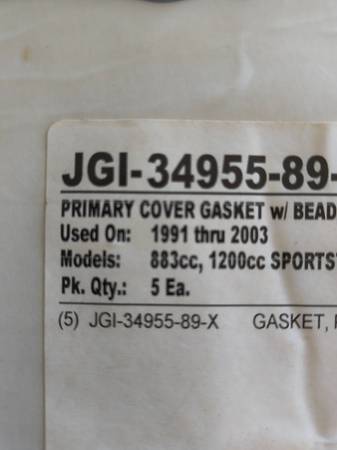 JGI-34955-89-
PRIMARY COVER GASKET w/ BEAD
Used On: 1991 thru 2003
Models: 883cc, 1200cc SPORTST
Pk. Qty.: 5 Ea.
(5) JGI-34955-89-X GASKET, P